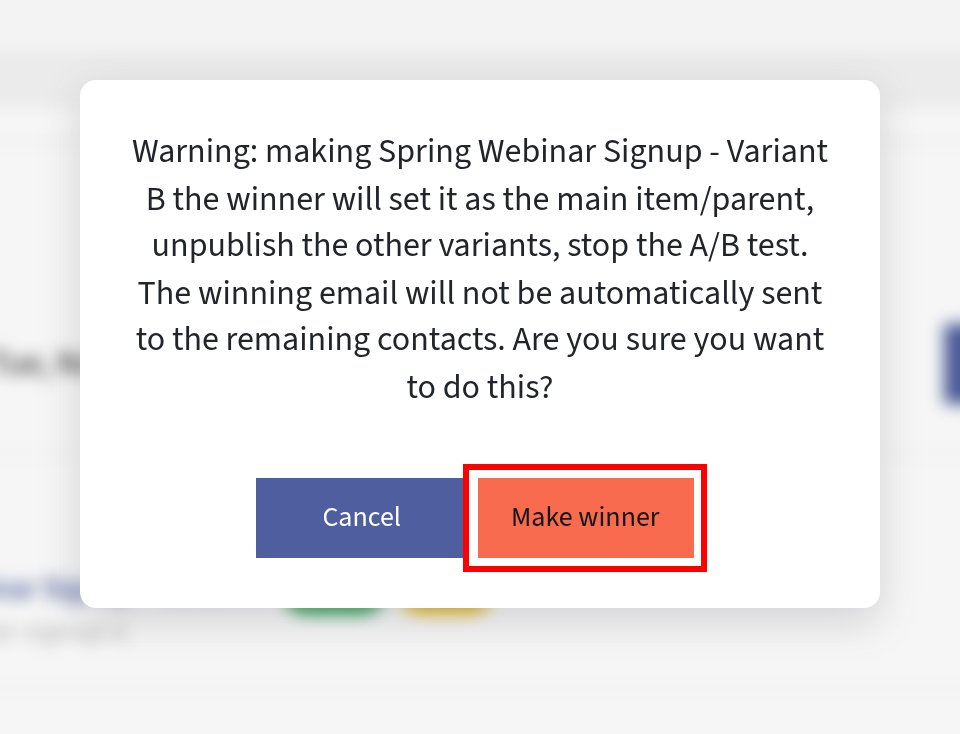 Warning: making Spring Webinar Signup - Variant
B the winner will set it as the main item/parent,
unpublish the other variants, stop the A/B test.
The winning email will not be automatically sent
to the remaining contacts. Are you sure you want
to do this?
Cancel
Make winner